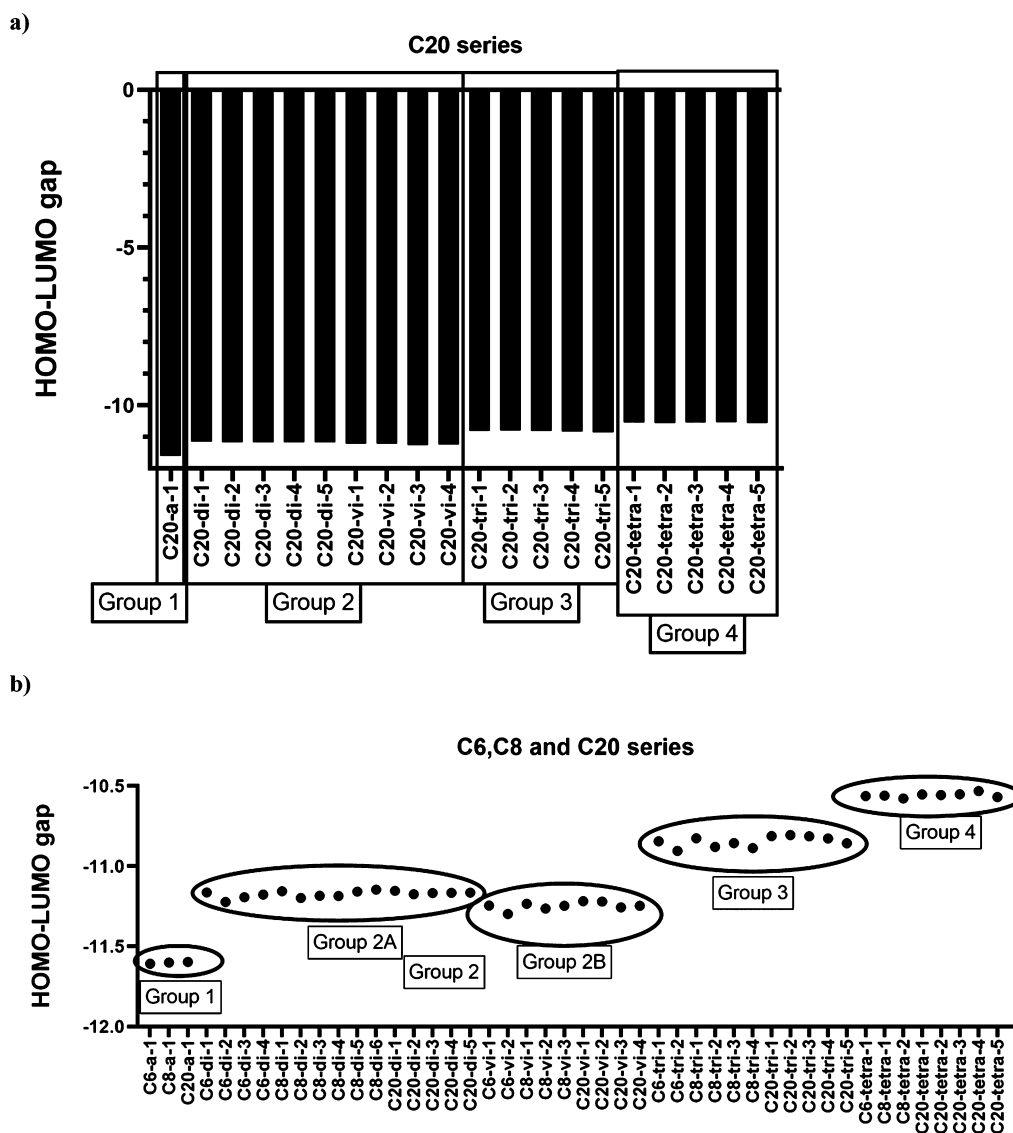 a)
C20 series
HOMO-LUMO gap
0
-5
-10
C20-a-1
C20-di-1
C20-di-2
C20-di-3
C20-di-4
C20-di-5
C20-vi-1
C20-vi-2
C20-vi-3
C20-vi-4
C20-tri-1
C20-tri-2
C20-tri-3
C20-tri-4
C20-tri-5
C20-tetra-1
C20-tetra-2
C20-tetra-3
C20-tetra-4
C20-tetra-5
Group 1
Group 2
Group 3
Group 4
b)
C6,C8 and C20 series
HOMO-LUMO gap
-10.5
-11.0
-11.5
-12.0
Group 4
Group 3
Group 2A
Group 2
Group 2B
Group 1
C6-a-1
C8-a-1
C20-a-1
C6-di-1
C6-di-2
C6-di-3
C6-di-4
C8-di-1
C8-di-2
C8-di-3
C8-di-4
C8-di-5
C8-di-6
C20-di-1
C20-di-2
C20-di-3
C20-di-4
C20-di-5
C6-vi-1
C6-vi-2
C8-vi-1
C8-vi-2
C8-vi-3
C20-vi-1
C20-vi-2
C20-vi-3
C20-vi-4
C6-tri-1
C6-tri-2
C8-tri-1
C8-tri-2
C8-tri-3
C8-tri-4
C20-tri-1
C20-tri-2
C20-tri-3
C20-tri-4
C20-tri-5
C6-tetra-1
C8-tetra-1
C8-tetra-2
C20-tetra-1
C20-tetra-2
C20-tetra-3
C20-tetra-4
C20-tetra-5